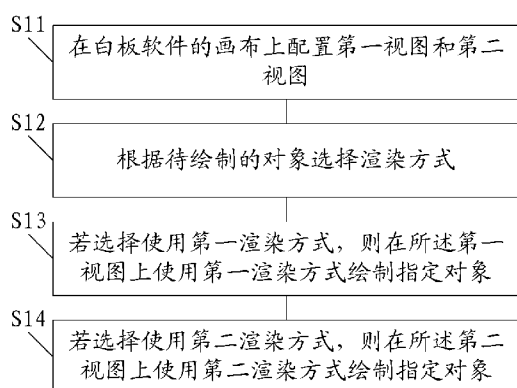 S11
在白板软件的画布上配置第一视图和第二
视图
S12
根据待绘制的对象选择渲染方式
S13
若选择使用第一渲染方式，则在所述第一
视图上使用第一渲染方式绘制指定对象
S14
若选择使用第二渲染方式，则在所述第二
视图上使用第二渲染方式绘制指定对象